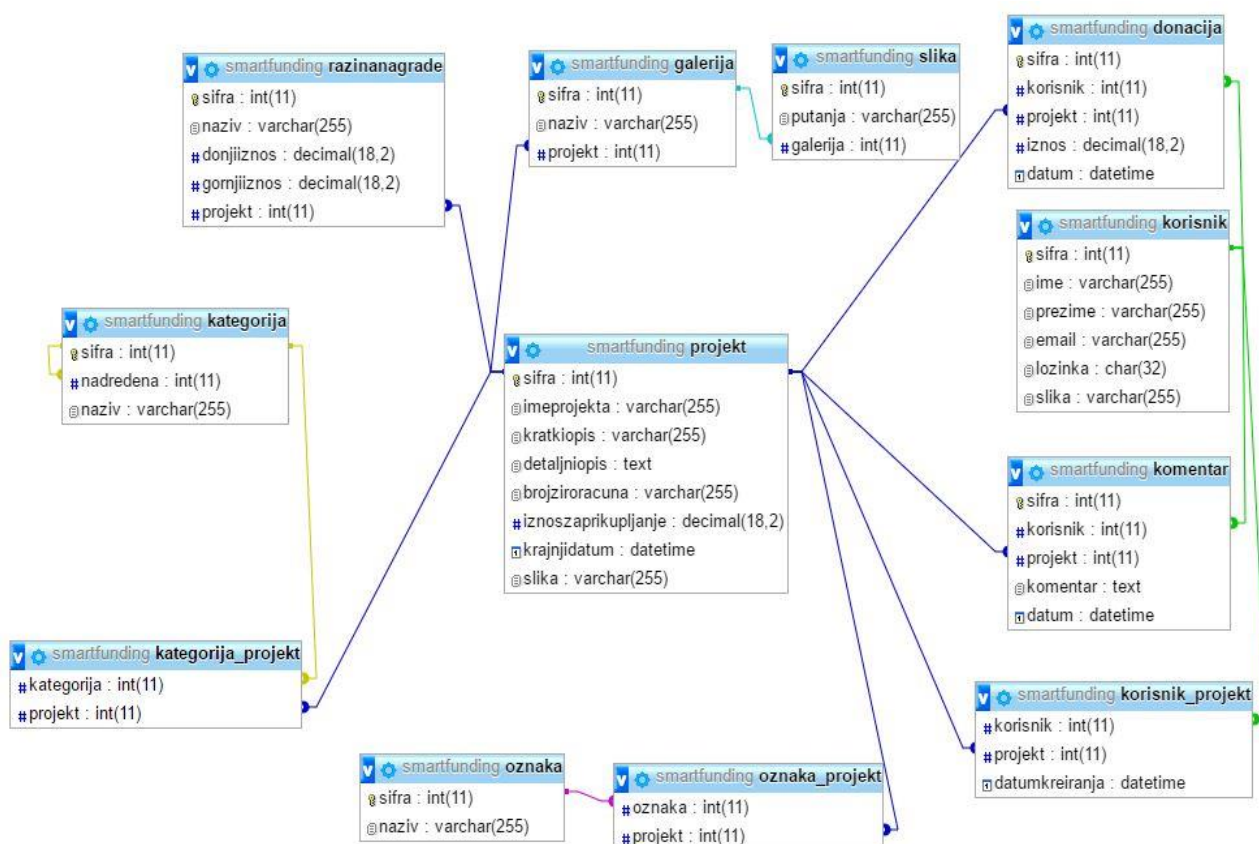 smartfunding razinanagrade
sifra : int(11)
naziv : varchar(255)
donjiiznos : decimal(18,2)
gornjiiznos : decimal(18,2)
projekt : int(11)
smartfunding galerija
sifra : int(11)
naziv : varchar(255)
projekt : int(11)
smartfunding slika
sifra : int(11)
putanja : varchar(255)
galerija : int(11)
smartfunding donacija
sifra : int(11)
korisnik : int(11)
projekt : int(11)
iznos : decimal(18,2)
datum : datetime
smartfunding korisnik
sifra : int(11)
ime : varchar(255)
prezime : varchar(255)
email : varchar(255)
lozinka : char(32)
slika : varchar(255)
smartfunding kategorija
sifra : int(11)
nadredena : int(11)
naziv : varchar(255)
smartfunding projekt
sifra : int(11)
imeprojekta : varchar(255)
kratkiopis : varchar(255)
detaljniopis : text
brojziroracuna : varchar(255)
iznoszaprikupljanje : decimal(18,2)
krajnjidatum : datetime
slika : varchar(255)
smartfunding komentar
sifra : int(11)
korisnik : int(11)
projekt : int(11)
komentar : text
datum : datetime
smartfunding kategorija_projekt
kategorija : int(11)
projekt : int(11)
smartfunding korisnik_projekt
korisnik : int(11)
projekt : int(11)
datumkreiranja : datetime
smartfunding oznaka
sifra : int(11)
naziv : varchar(255)
smartfunding oznaka_projekt
oznaka : int(11)
projekt : int(11)